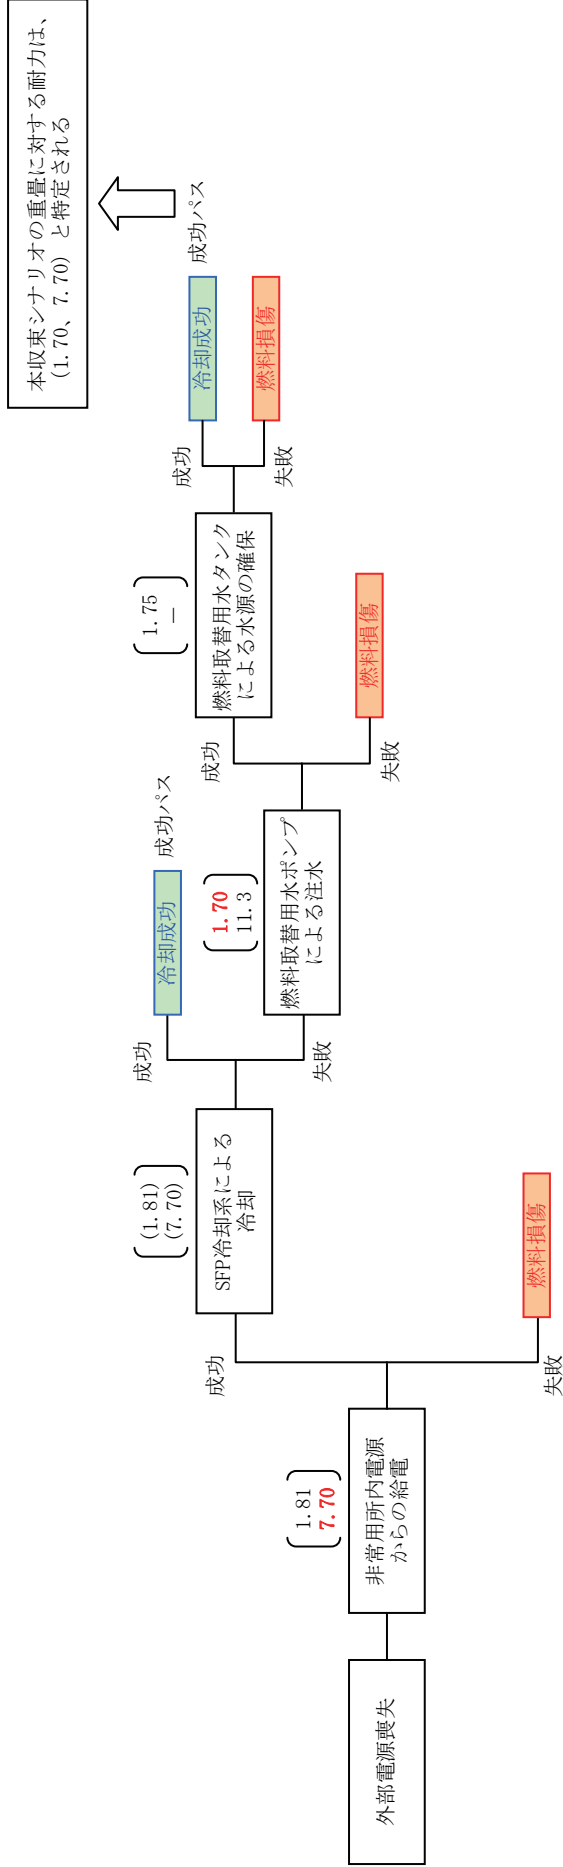 外部電源喪失
1.81
7.70
非常用所内電源
からの給電
成功
失敗
燃料損傷
(1.81)
(7.70)
SFP冷却系による
冷却
成功
失敗
冷却成功
成功パス
1.70
11.3
燃料取替用水ポンプ
による注水
成功
失敗
燃料損傷
1.75
—
燃料取替用水タンク
による水源の確保
成功
失敗
冷却成功
燃料損傷
成功パス
本収束シナリオの重畳に対する耐力は、
(1.70、7.70) と特定される